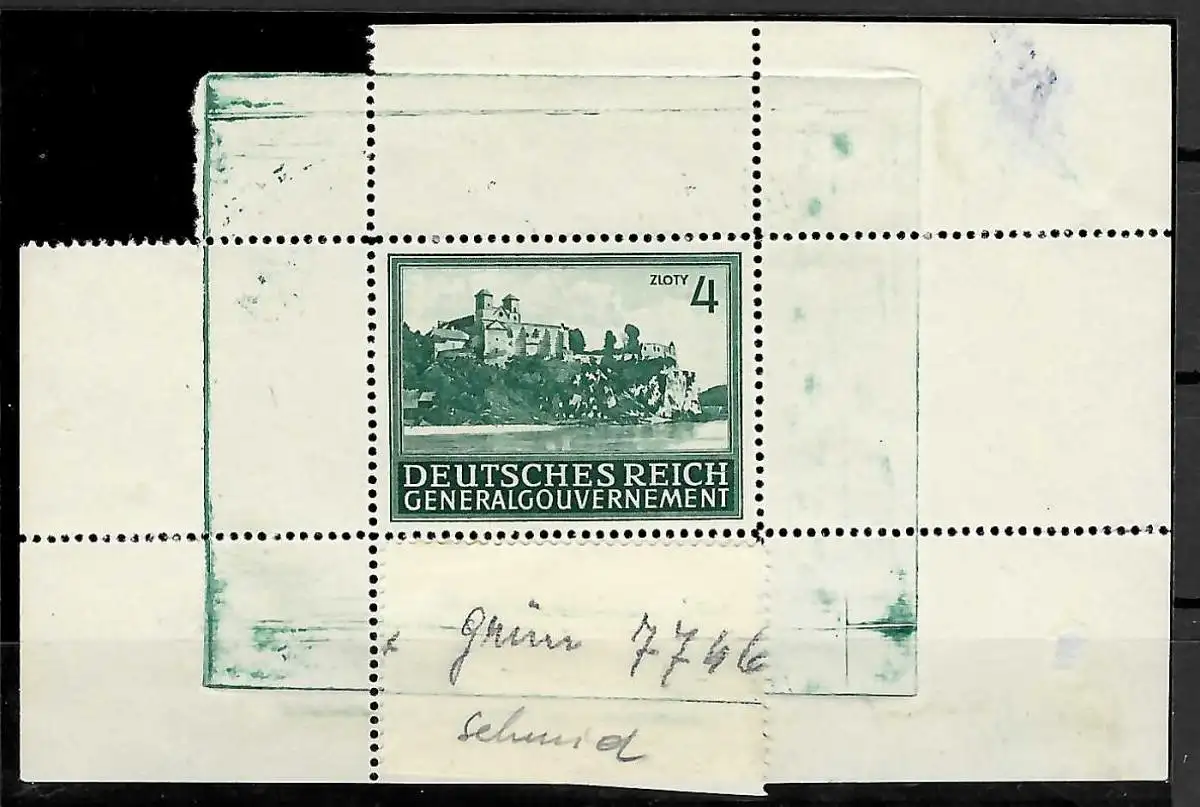 ZLOTY 4
DEUTSCHES REICH
GENERALGOUVERNEMENT
grün 7746
schmid